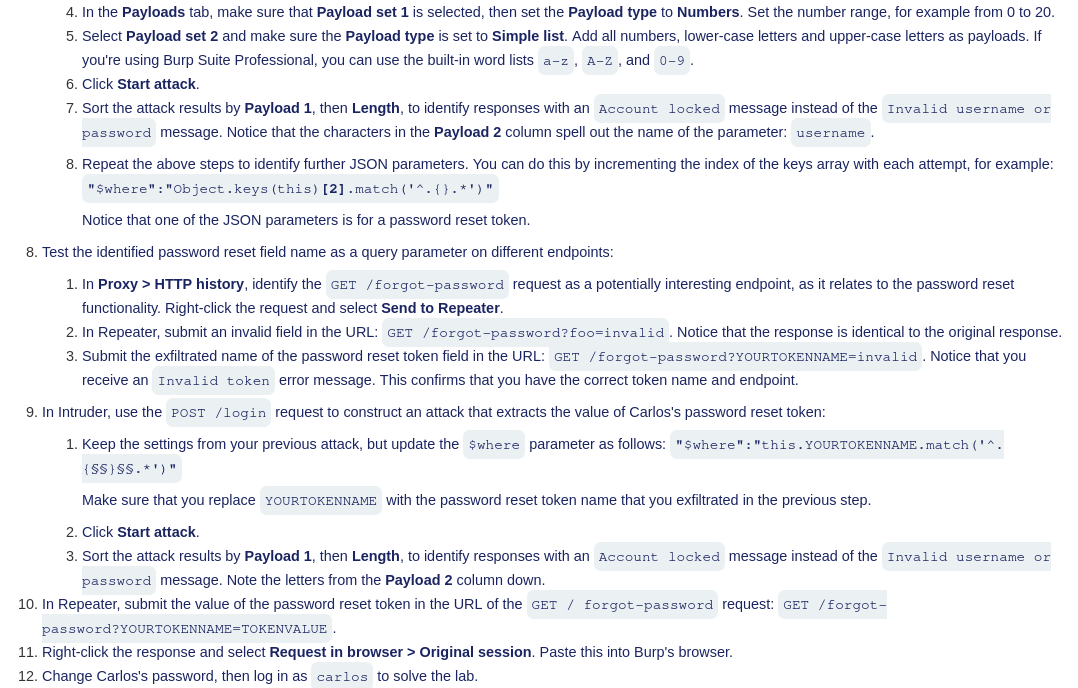 4. In the Payloads tab, make sure that Payload set 1 is selected, then set the Payload type to Numbers. Set the number range, for example from 0 to 20.
5. Select Payload set 2 and make sure the Payload type is set to Simple list. Add all numbers, lower-case letters and upper-case letters as payloads. If
you're using Burp Suite Professional, you can use the built-in word lists a-z, A-Z, and 0-9.
6. Click Start attack.
7. Sort the attack results by Payload 1, then Length, to identify responses with an Account locked message instead of the Invalid username or
password message. Notice that the characters in the Payload 2 column spell out the name of the parameter: username.
8. Repeat the above steps to identify further JSON parameters. You can do this by incrementing the index of the keys array with each attempt, for example:
"$where":"Object.keys(this)[2].match('^.{}.*')"
Notice that one of the JSON parameters is for a password reset token.
8. Test the identified password reset field name as a query parameter on different endpoints:
1. In Proxy > HTTP history, identify the GET /forgot-password request as a potentially interesting endpoint, as it relates to the password reset
functionality. Right-click the request and select Send to Repeater.
2. In Repeater, submit an invalid field in the URL: GET /forgot-password?foo=invalid. Notice that the response is identical to the original response.
3. Submit the exfiltrated name of the password reset token field in the URL: GET /forgot-password?YOURTOKENNAME=invalid. Notice that you
receive an Invalid token error message. This confirms that you have the correct token name and endpoint.
9. In Intruder, use the POST /login request to construct an attack that extracts the value of Carlos's password reset token:
1. Keep the settings from your previous attack, but update the $where parameter as follows: "$where":"this.YOURTOKENNAME.match('^.
{§§}§§.*')"
Make sure that you replace YOURTOKENNAME with the password reset token name that you exfiltrated in the previous step.
2. Click Start attack.
3. Sort the attack results by Payload 1, then Length, to identify responses with an Account locked message instead of the Invalid username or
password message. Note the letters from the Payload 2 column down.
10. In Repeater, submit the value of the password reset token in the URL of the GET / forgot-password request: GET /forgot-
password?YOURTOKENNAME=TOKENVALUE.
11. Right-click the response and select Request in browser > Original session. Paste this into Burp's browser.
12. Change Carlos's password, then log in as carlos to solve the lab.